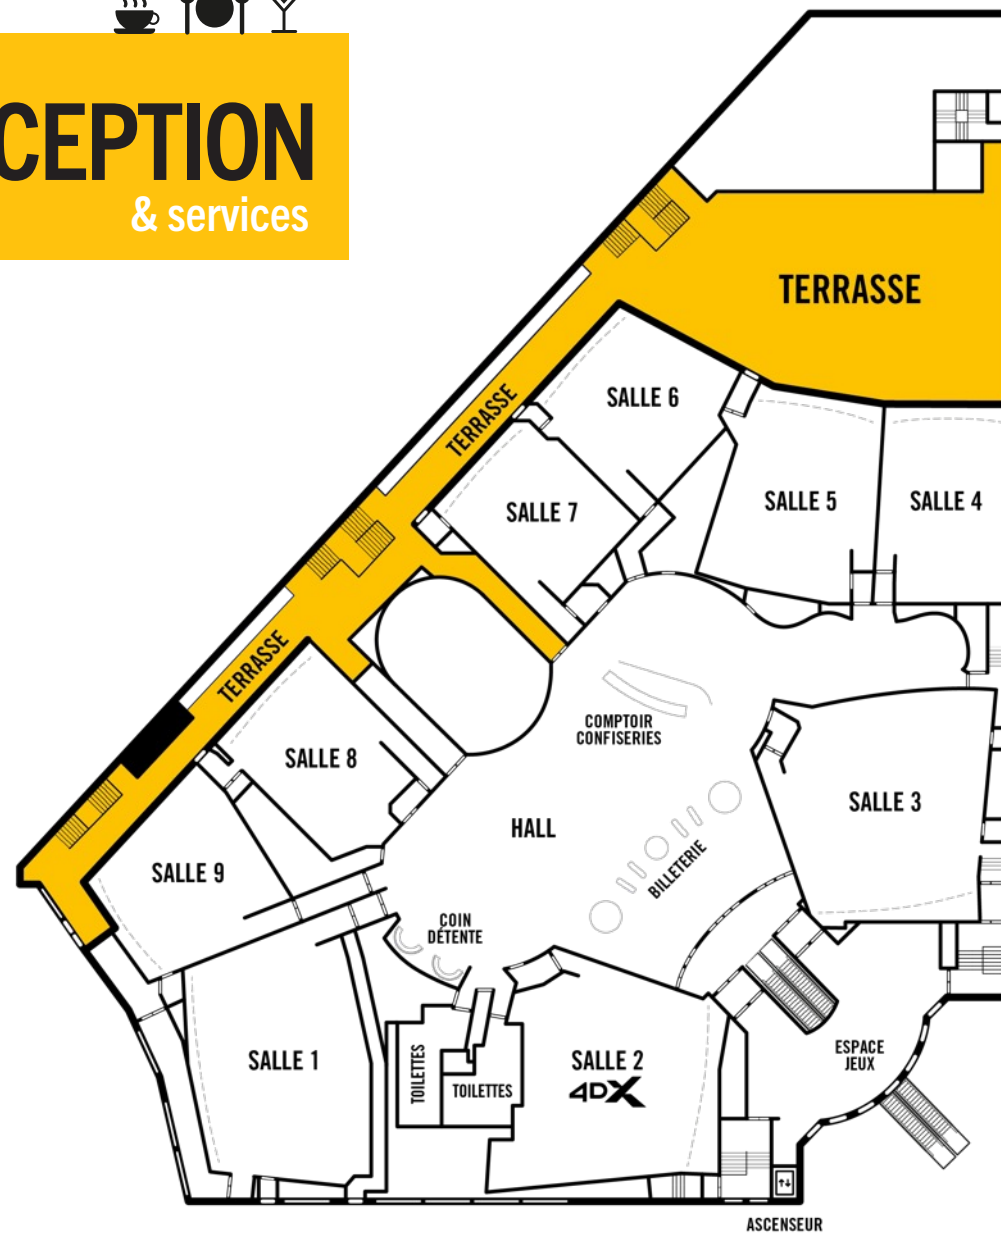 CEPTION
& services
TERRASSE
SALLE 6
TERRASSE
SALLE 7
SALLE 5
SALLE 4
TERRASSE
SALLE 8
COMPTOIR
CONFISERIES
SALLE 3
HALL
BILLETERIE
SALLE 9
COIN
DÉTENTE
SALLE 1
TOILETTES
TOILETTES
SALLE 2
4DX
ESPACE
JEUX
ASCENSEUR